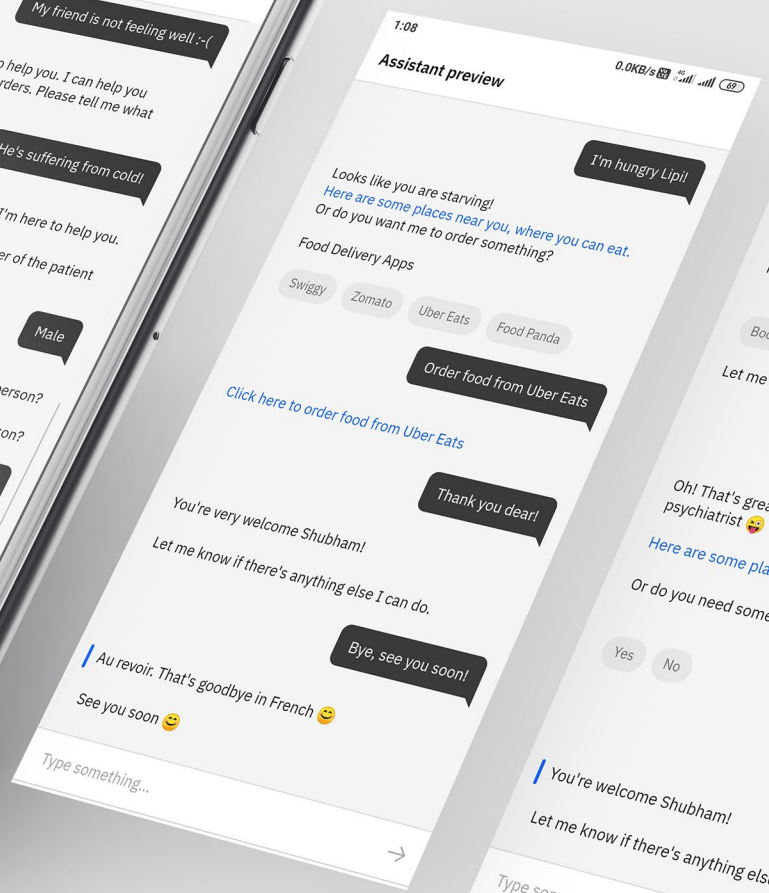 My friend is not feeling well :-(
help you. I can help you
rders. Please tell me what
He's suffering from cold!
I'm here to help you.
er of the patient
Male
erson?
on?
1:08
0.0KB/s
4G
69
Assistant preview
I'm hungry Lipi!
Looks like you are starving!
Here are some places near you, where you can eat.
Or do you want me to order something?
Food Delivery Apps
Swiggy
Zomato
Uber Eats
Food Panda
Order food from Uber Eats
Click here to order food from Uber Eats
Thank you dear!
You're very welcome Shubham!
Let me know if there's anything else I can do.
Bye, see you soon!
Au revoir. That's goodbye in French 😊
See you soon 😊
Type something...
Boo
Let me
Oh! That's grea
psychiatrist 😜
Here are some pla
Or do you need some
Yes
No
You're welcome Shubham!
Let me know if there's anything els
Type so